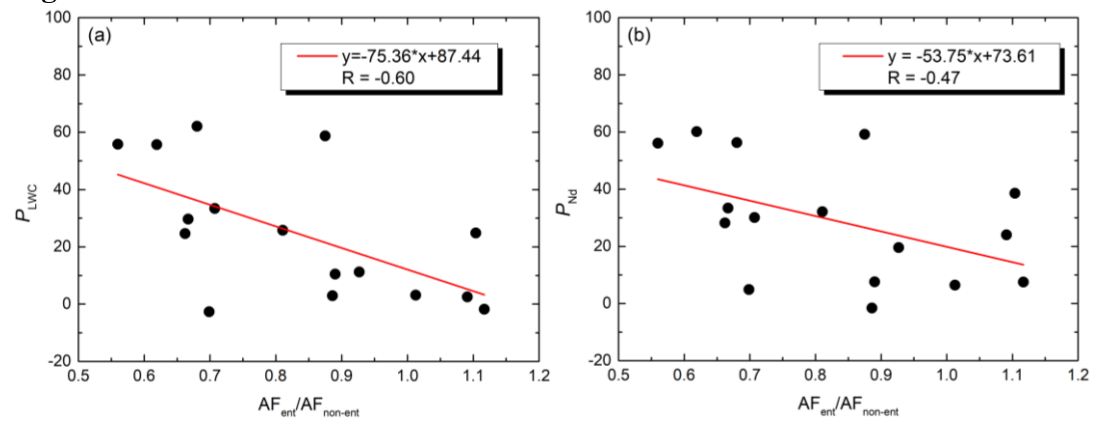 (a)
y=-75.36*x+87.44
R = -0.60
100
80
60
40
20
0
-20
P_LWC
0.5 0.6 0.7 0.8 0.9 1.0 1.1 1.2
AF_ent/AF_non-ent
(b)
y = -53.75*x+73.61
R = -0.47
100
80
60
40
20
0
-20
P_Nd
0.5 0.6 0.7 0.8 0.9 1.0 1.1 1.2
AF_ent/AF_non-ent